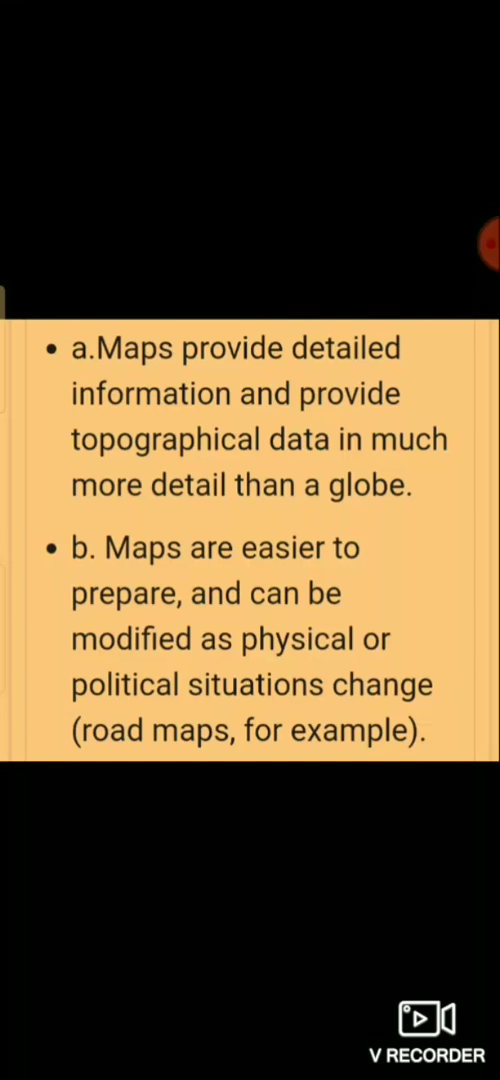 • a.Maps provide detailed
information and provide
topographical data in much
more detail than a globe.
• b. Maps are easier to
prepare, and can be
modified as physical or
political situations change
(road maps, for example).
V RECORDER